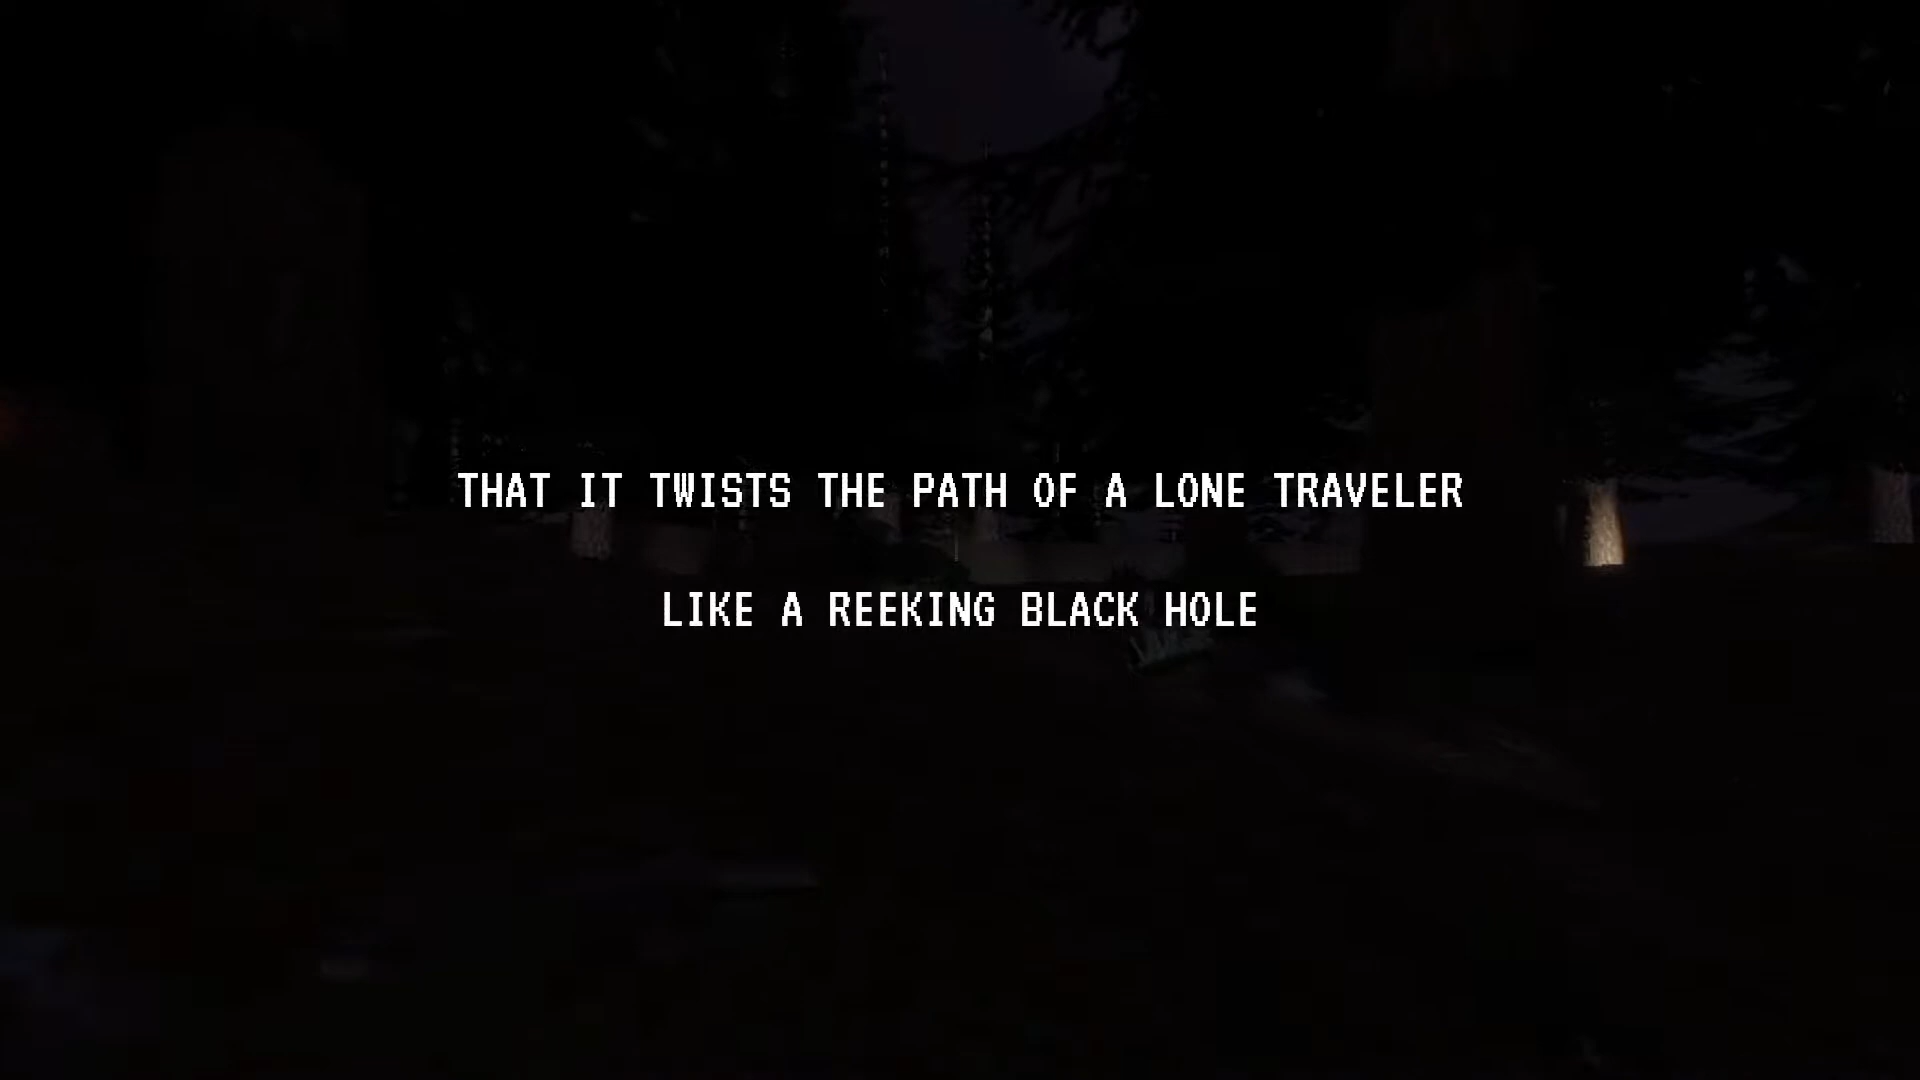 THAT IT TWISTS THE PATH OF A LONE TRAVELER
LIKE A REEKING BLACK HOLE